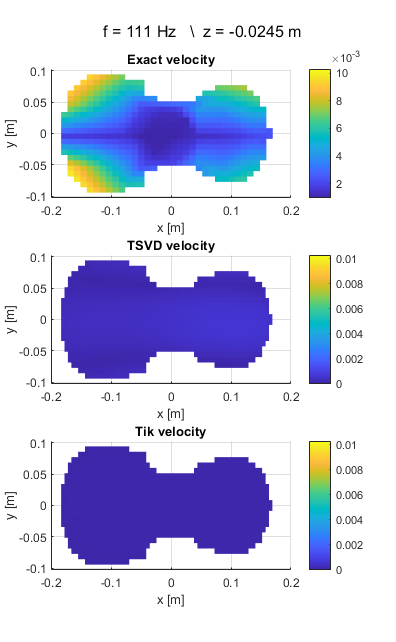 f = 111 Hz \ z = -0.0245 m
Exact velocity
×10⁻³
0.1
0.05
0
-0.05
-0.1
y [m]
-0.2 -0.1 0 0.1 0.2
x [m]
10
8
6
4
2
TSVD velocity
0.1
0.05
0
-0.05
-0.1
y [m]
-0.2 -0.1 0 0.1 0.2
x [m]
0.01
0.008
0.006
0.004
0.002
0
Tik velocity
0.1
0.05
0
-0.05
-0.1
y [m]
-0.2 -0.1 0 0.1 0.2
x [m]
0.01
0.008
0.006
0.004
0.002
0